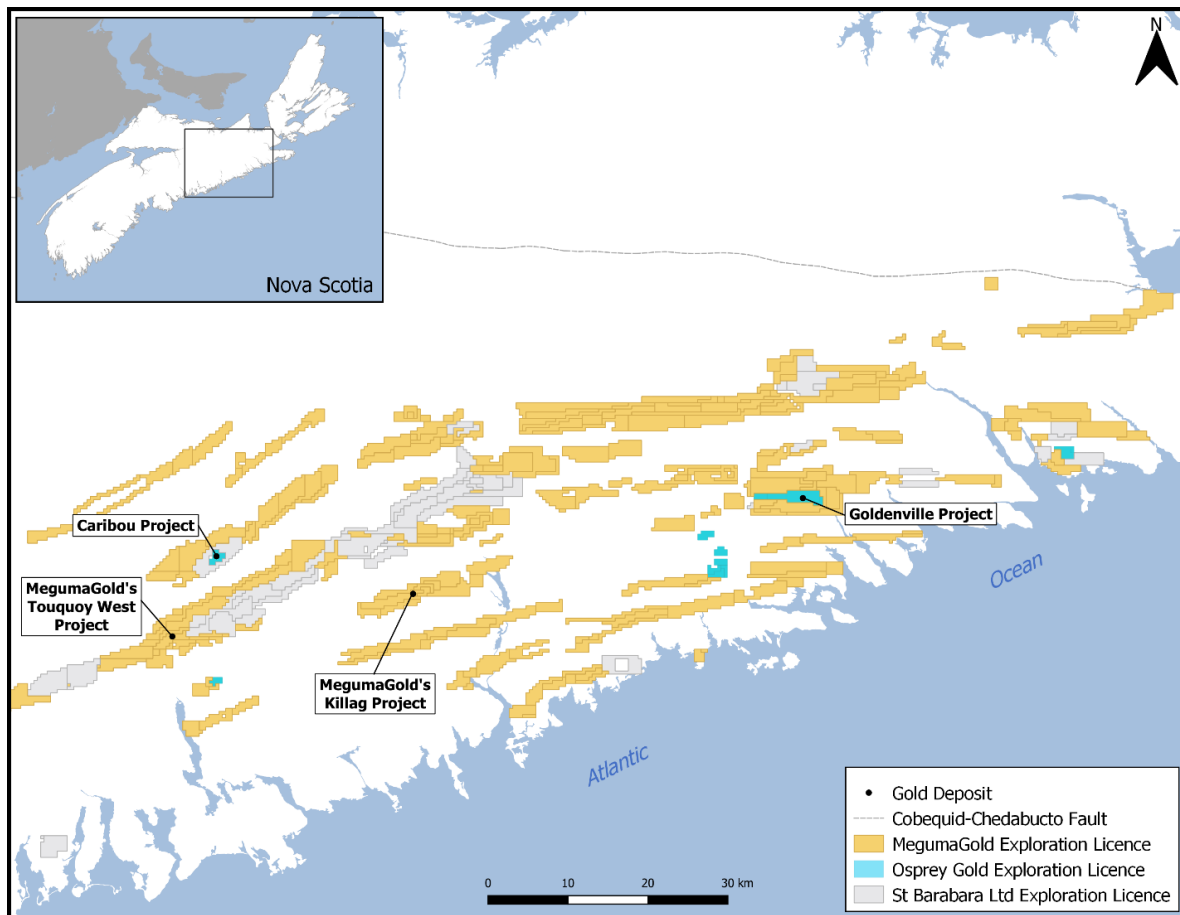 N
Nova Scotia
Caribou Project
MegumaGold's
Touquoy West
Project
MegumaGold's
Killag Project
Goldenville Project
Ocean
Atlantic
Gold Deposit
Cobequid-Chedabucto Fault
MegumaGold Exploration Licence
Osprey Gold Exploration Licence
St Barabara Ltd Exploration Licence
0 10 20 30 km